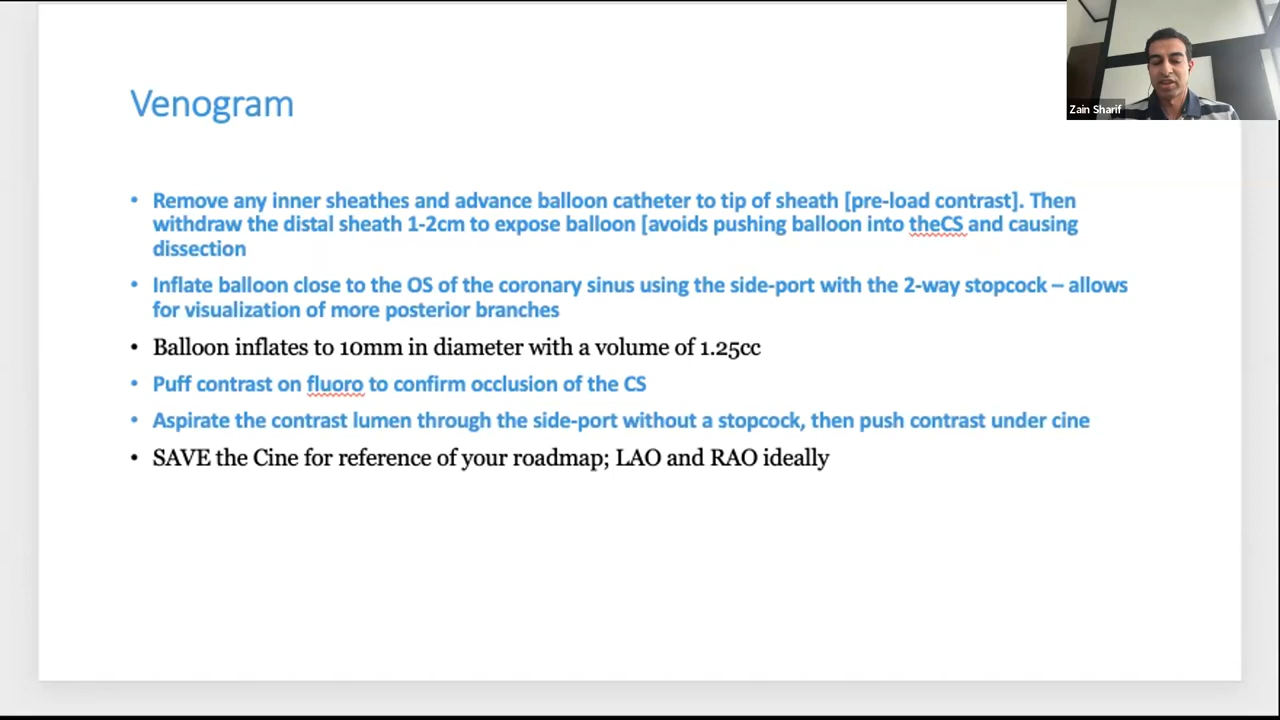 Venogram
• Remove any inner sheathes and advance balloon catheter to tip of sheath [pre-load contrast]. Then
withdraw the distal sheath 1-2cm to expose balloon [avoids pushing balloon into theCS and causing
dissection
• Inflate balloon close to the OS of the coronary sinus using the side-port with the 2-way stopcock – allows
for visualization of more posterior branches
• Balloon inflates to 10mm in diameter with a volume of 1.25cc
• Puff contrast on fluoro to confirm occlusion of the CS
• Aspirate the contrast lumen through the side-port without a stopcock, then push contrast under cine
• SAVE the Cine for reference of your roadmap; LAO and RAO ideally
Zain Sharif